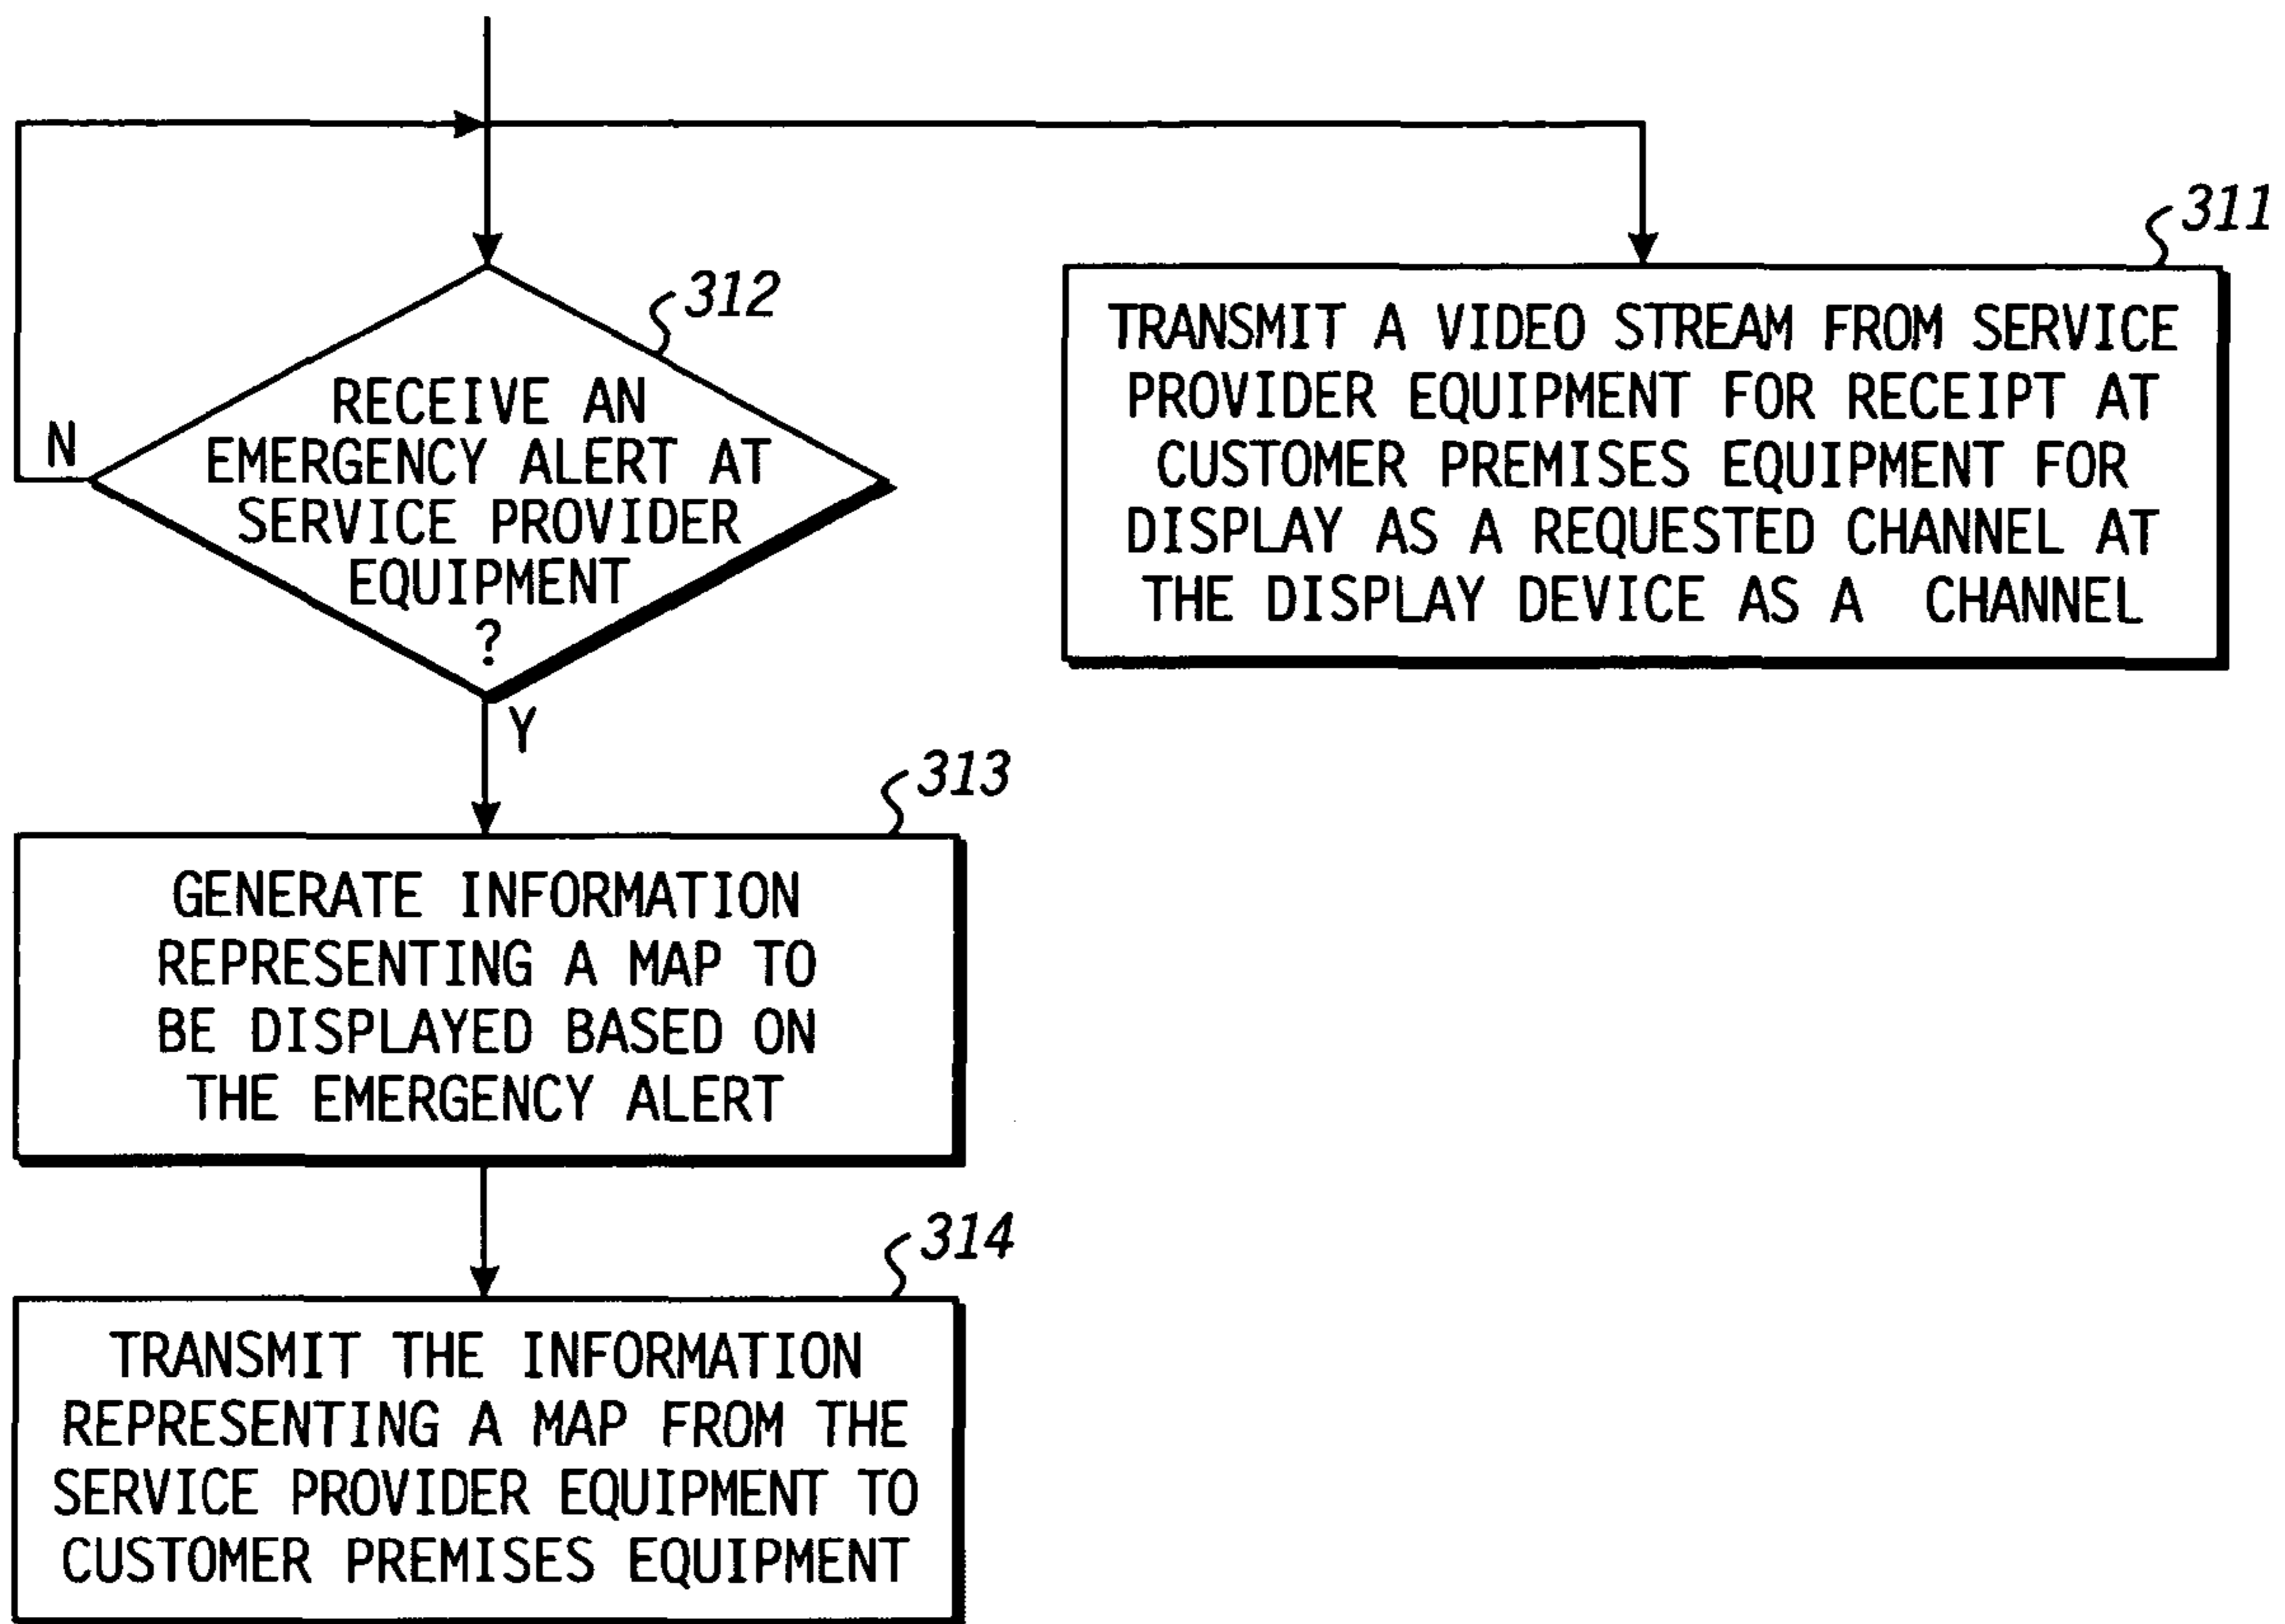 311
TRANSMIT A VIDEO STREAM FROM SERVICE
PROVIDER EQUIPMENT FOR RECEIPT AT
CUSTOMER PREMISES EQUIPMENT FOR
DISPLAY AS A REQUESTED CHANNEL AT
THE DISPLAY DEVICE AS A CHANNEL
312
RECEIVE AN
EMERGENCY ALERT AT
SERVICE PROVIDER
EQUIPMENT
?
N
Y
313
GENERATE INFORMATION
REPRESENTING A MAP TO
BE DISPLAYED BASED ON
THE EMERGENCY ALERT
314
TRANSMIT THE INFORMATION
REPRESENTING A MAP FROM THE
SERVICE PROVIDER EQUIPMENT TO
CUSTOMER PREMISES EQUIPMENT